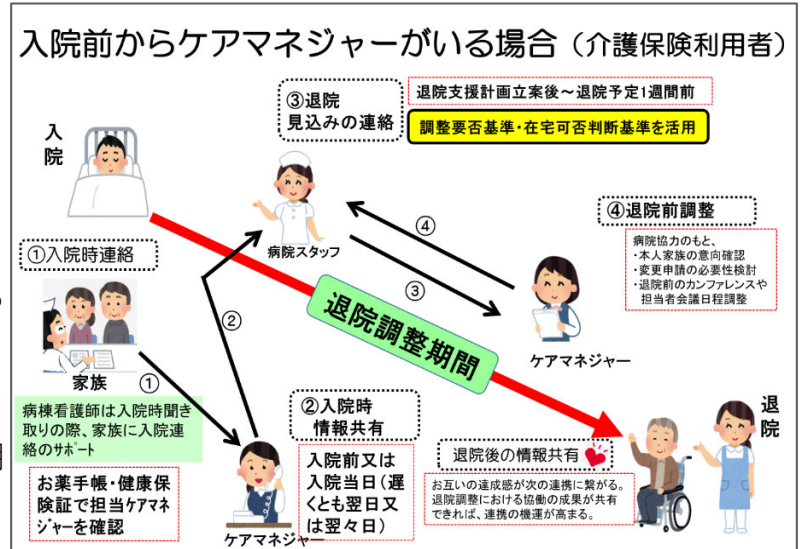 入院前からケアマネジャーがいる場合（介護保険利用者）
入
院
③退院
見込みの連絡
退院支援計画立案後～退院予定1週間前
調整要否基準・在宅可否判断基準を活用
病院スタッフ
④
③
④退院前調整
病院協力のもと、
・本人家族の意向確認
・変更申請の必要性検討
・退院前のカンファレンスや
担当者会議日程調整
ケアマネジャー
①入院時連絡
家族
①
②
退院調整期間
病棟看護師は入院時聞き
取りの際、家族に入院連
絡のサポート
お薬手帳・健康保
険証で担当ケアマネ
ジャーを確認
ケアマネジャー
②入院時
情報共有
入院前又は
入院当日（遅
くとも翌日又
は翌々日）
退院後の情報共有
お互いの達成感が次の連携に繋がる。
退院調整における協働の成果が共有
できれば、連携の機運が高まる。
退
院